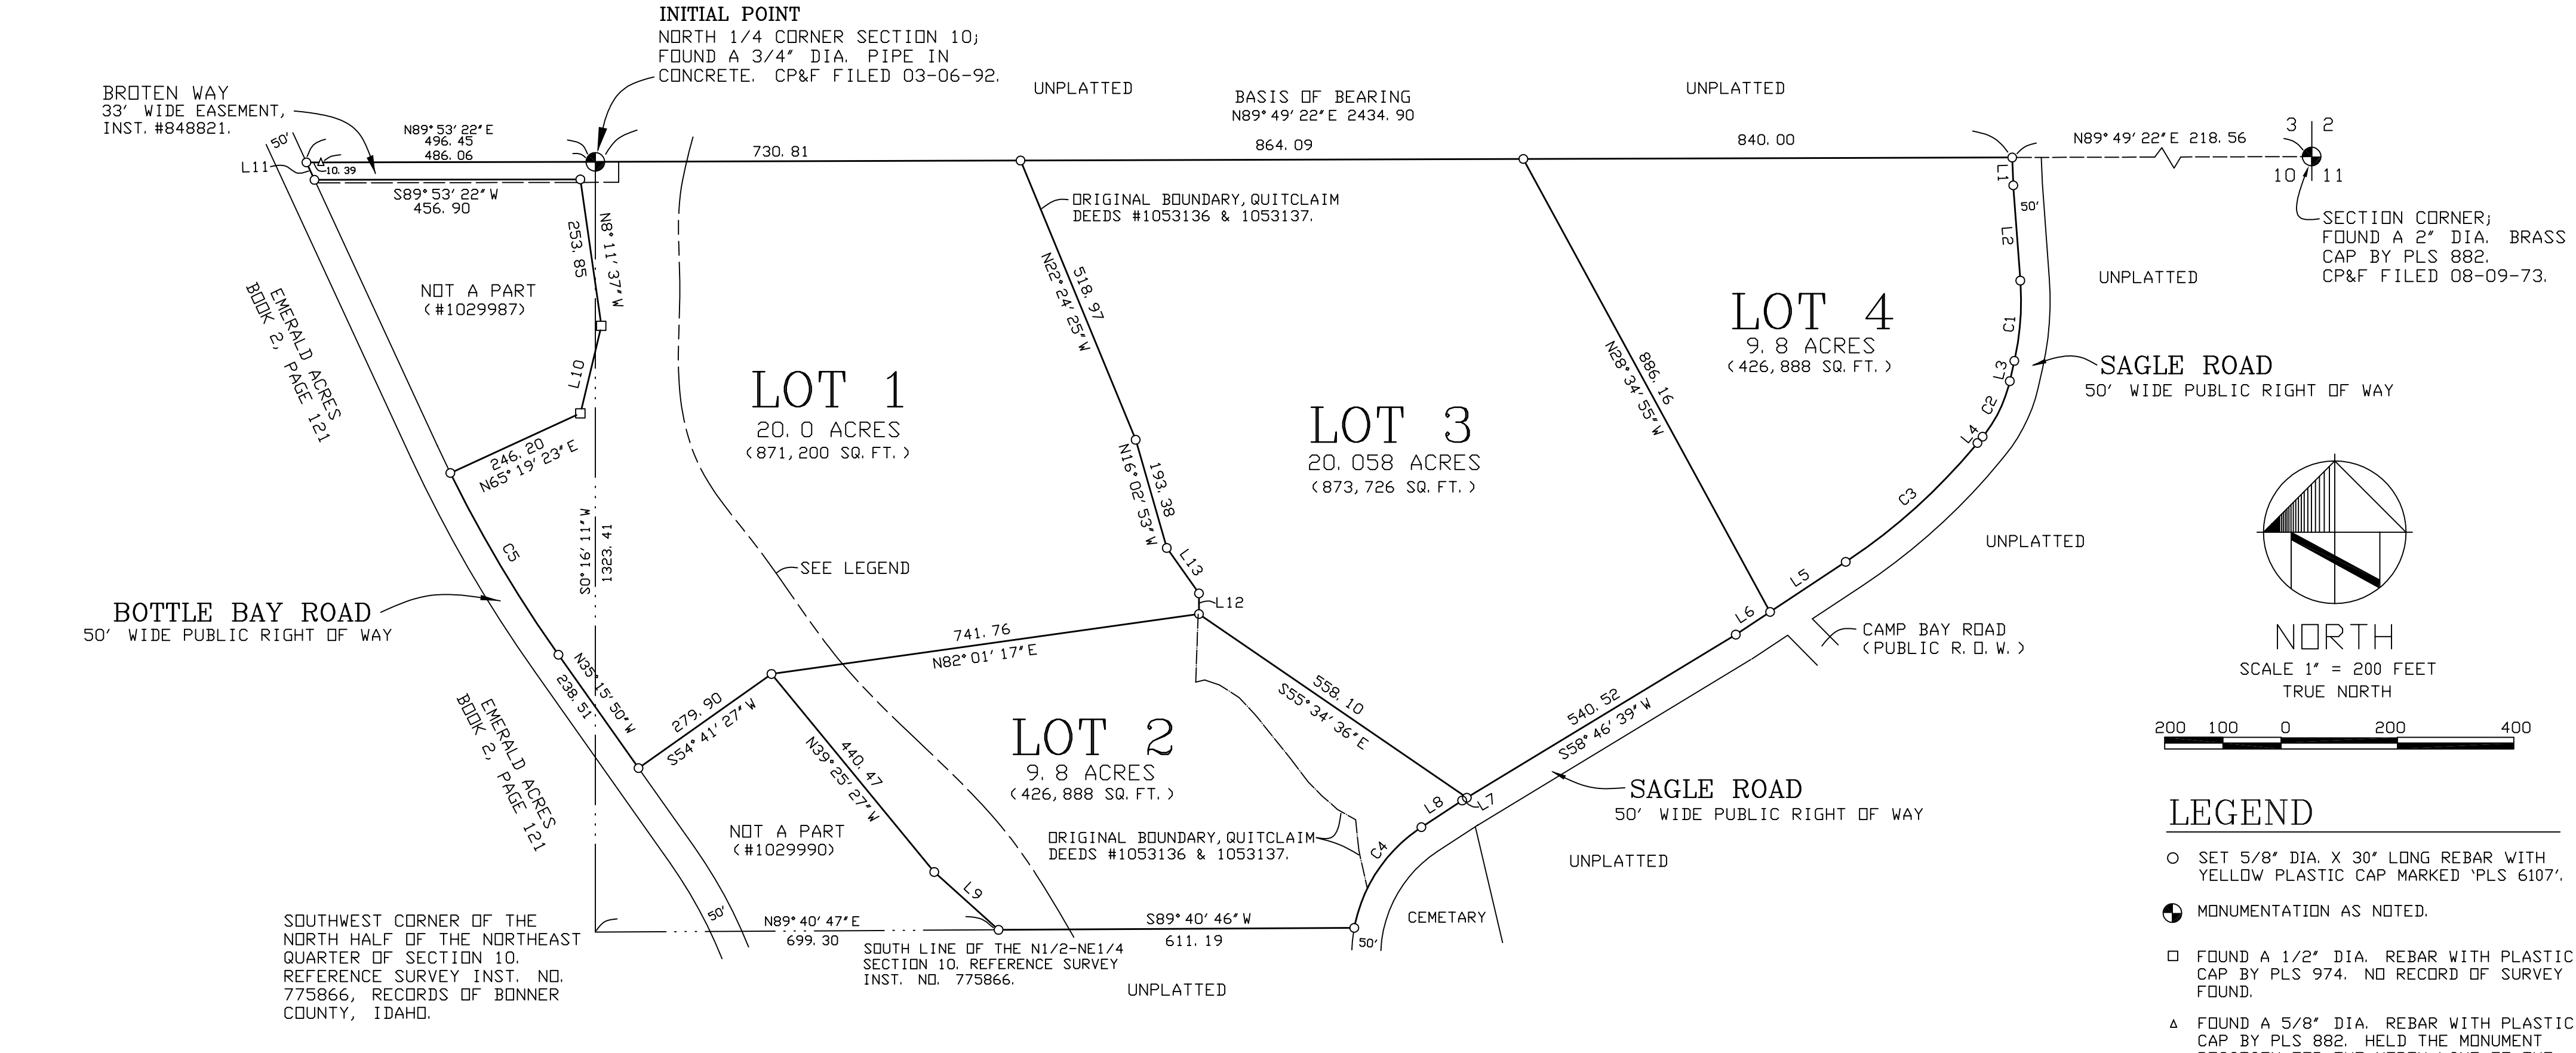 INITIAL POINT
NORTH 1/4 CORNER SECTION 10;
FOUND A 3/4" DIA. PIPE IN
CONCRETE. CP&F FILED 03-06-92.
BROTEN WAY
33' WIDE EASEMENT,
INST. #848821.
UNPLATTED
BASIS OF BEARING
N89°49'22"E 2434.90
UNPLATTED
50'
N89°53'22"E
496.45
486.06
10.39
L11
S89°53'22"W
456.90
730.81
864.09
840.00
N89°49'22"E 218.56
3
2
10
11
SECTION CORNER;
FOUND A 2" DIA. BRASS
CAP BY PLS 882.
CP&F FILED 08-09-73.
ORIGINAL BOUNDARY, QUITCLAIM
DEEDS #1053136 & 1053137.
L1
50'
L2
C1
L3
C2
L4
C3
L5
L6
UNPLATTED
253.85
N8°11'37"W
NOT A PART
(#1029987)
L10
246.20
N65°19'23"E
EMERALD ACRES
BOOK 2, PAGE 121
518.97
N22°24'25"W
193.38
N16°02'53"W
L13
L12
LOT 1
20.0 ACRES
(871,200 SQ.FT.)
LOT 3
20.058 ACRES
(873,726 SQ.FT.)
LOT 4
9.8 ACRES
(426,888 SQ.FT.)
886.16
N28°34'55"W
SAGLE ROAD
50' WIDE PUBLIC RIGHT OF WAY
UNPLATTED
S0°16'11"W
1323.41
C5
SEE LEGEND
BOTTLE BAY ROAD
50' WIDE PUBLIC RIGHT OF WAY
N35°15'50"W
238.51
EMERALD ACRES
BOOK 2, PAGE 121
741.76
N82°01'17"E
279.90
S54°41'27"W
440.47
N39°25'27"W
558.10
S55°34'36"E
CAMP BAY ROAD
(PUBLIC R.O.W.)
540.52
S58°46'39"W
NORTH
SCALE 1" = 200 FEET
TRUE NORTH
200 100 0 200 400
LOT 2
9.8 ACRES
(426,888 SQ.FT.)
ORIGINAL BOUNDARY, QUITCLAIM
DEEDS #1053136 & 1053137.
L8
L7
C4
SAGLE ROAD
50' WIDE PUBLIC RIGHT OF WAY
UNPLATTED
NOT A PART
(#1029990)
L9
50'
N89°40'47"E
699.30
S89°40'46"W
611.19
50'
CEMETARY
SOUTH LINE OF THE N1/2-NE1/4
SECTION 10. REFERENCE SURVEY
INST. NO. 775866.
UNPLATTED
SOUTHWEST CORNER OF THE
NORTH HALF OF THE NORTHEAST
QUARTER OF SECTION 10.
REFERENCE SURVEY INST. NO.
775866, RECORDS OF BONNER
COUNTY, IDAHO.
LEGEND
SET 5/8" DIA. X 30" LONG REBAR WITH
YELLOW PLASTIC CAP MARKED 'PLS 6107'.
MONUMENTATION AS NOTED.
FOUND A 1/2" DIA. REBAR WITH PLASTIC
CAP BY PLS 974. NO RECORD OF SURVEY
FOUND.
FOUND A 5/8" DIA. REBAR WITH PLASTIC
CAP BY PLS 882. HELD THE MONUMENT